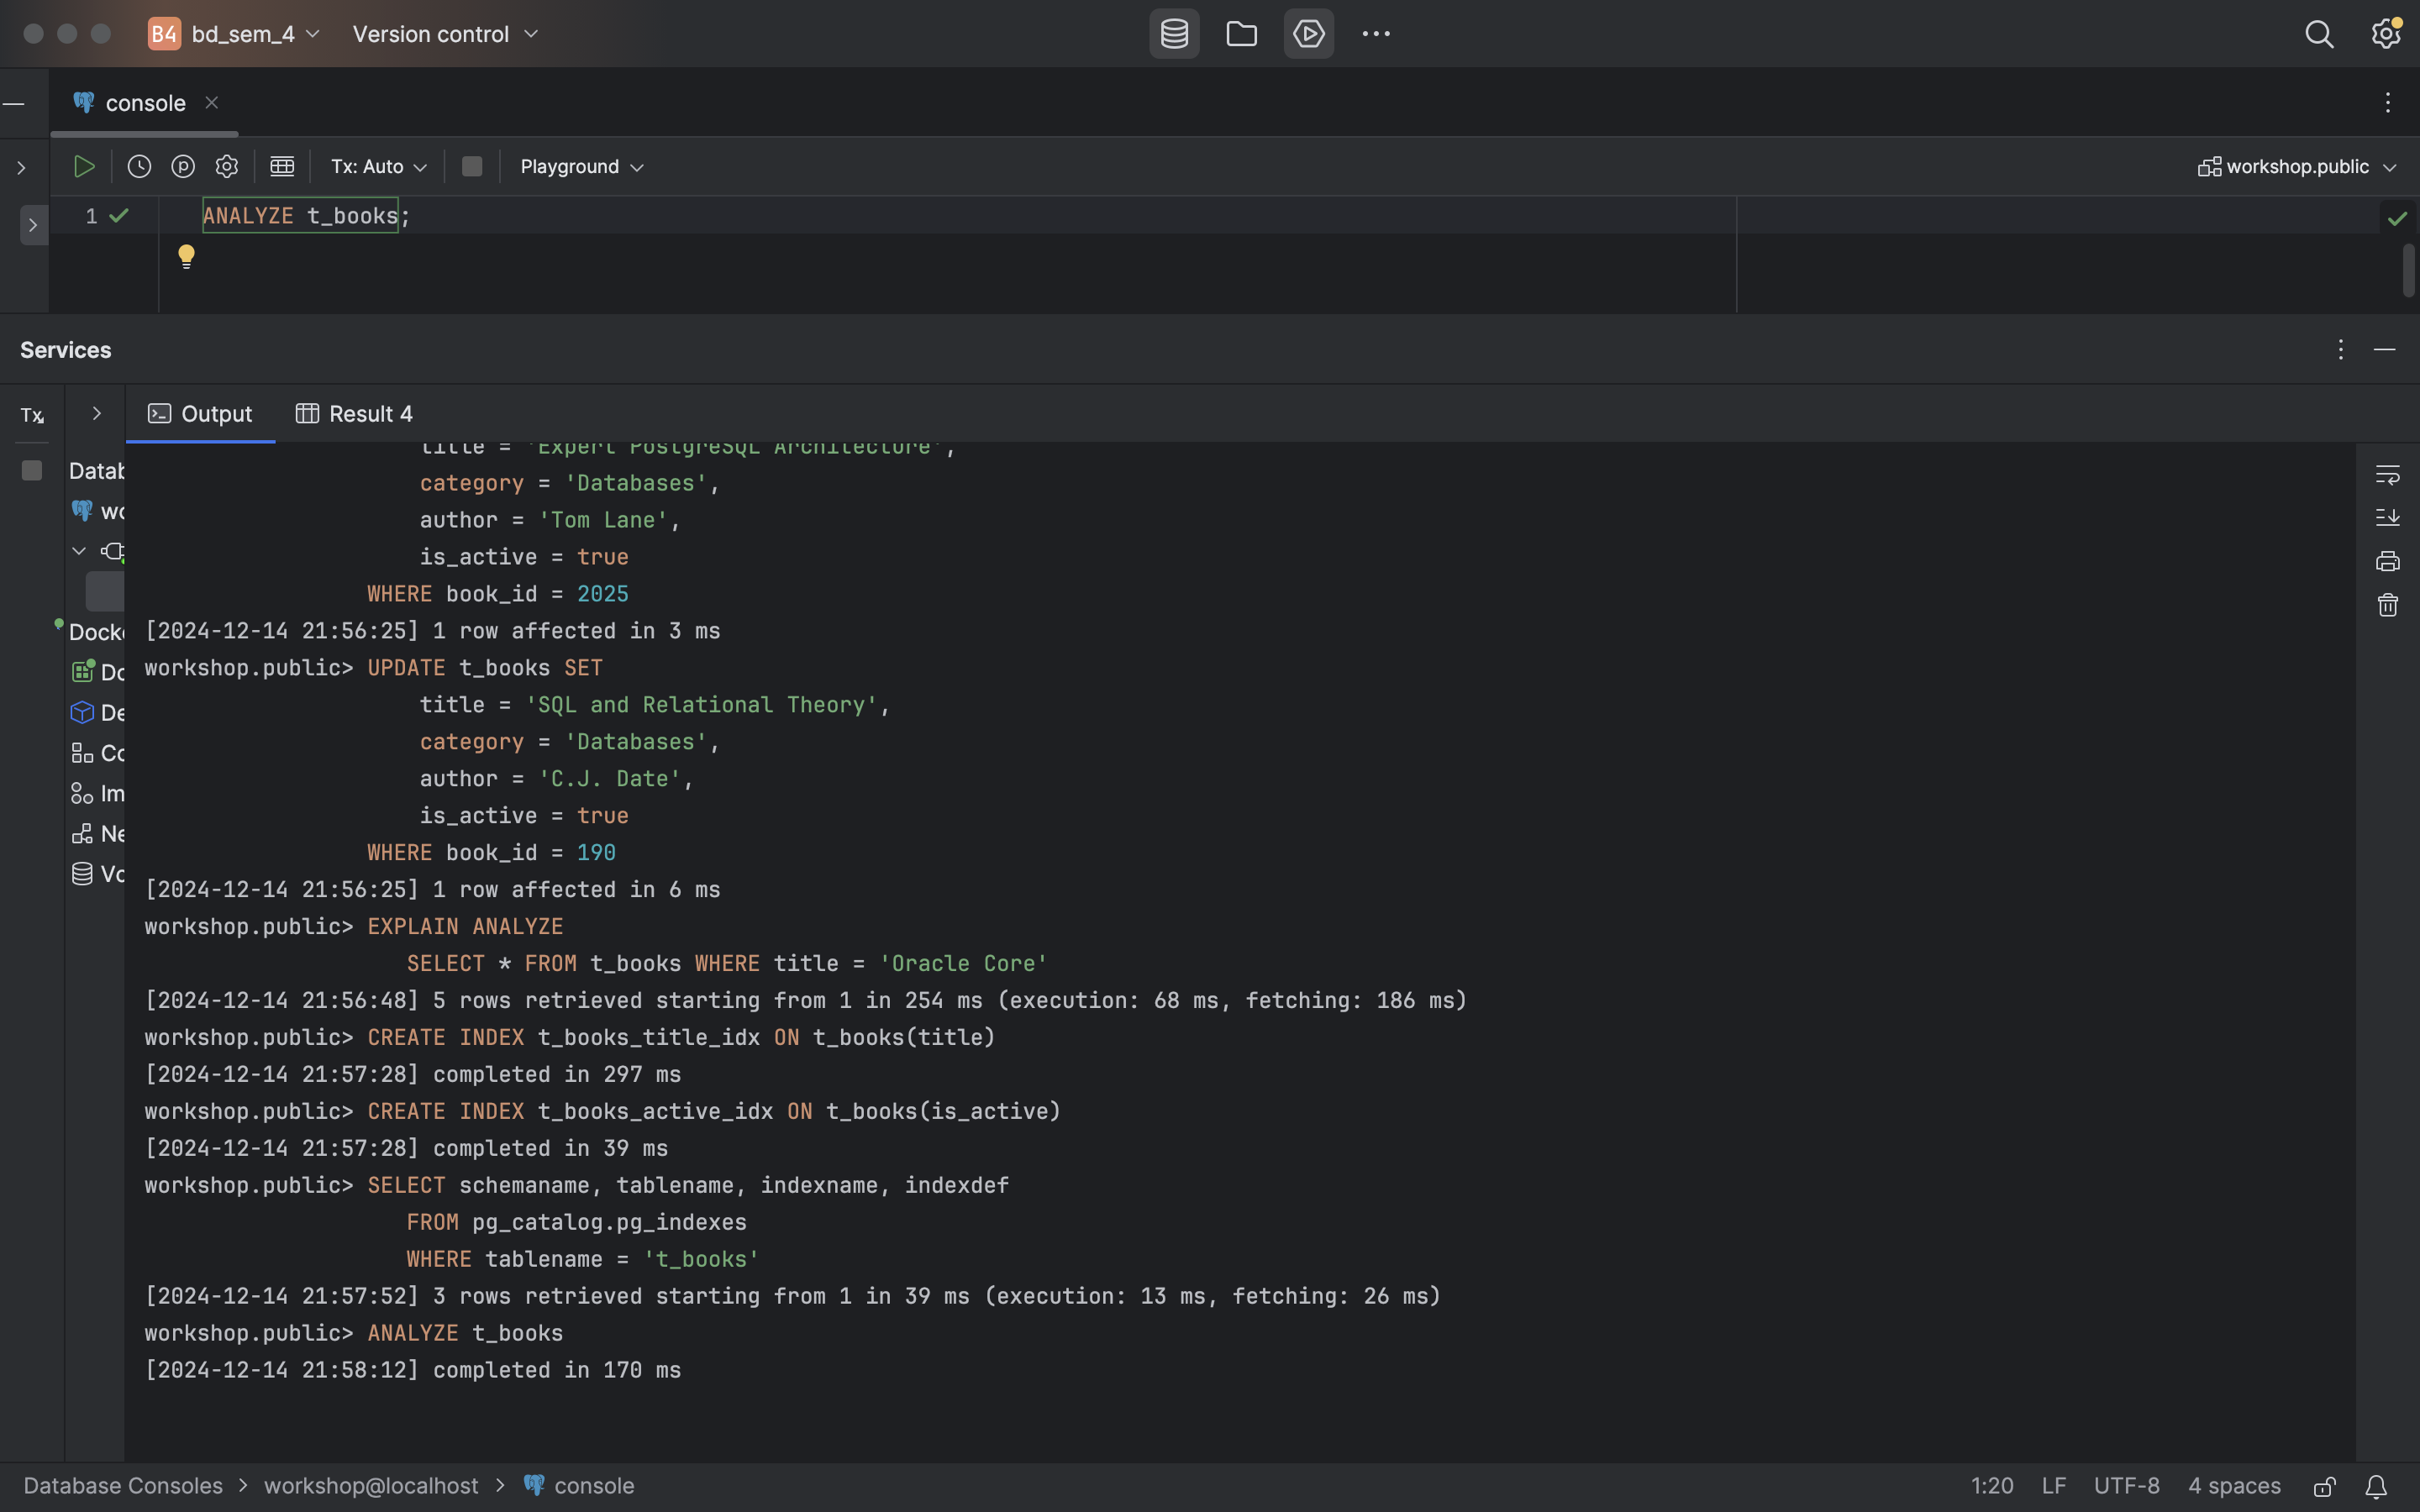 B4 bd_sem_4 Version control
console
Tx: Auto Playground workshop.public
1 ANALYZE t_books;
Services
Tx Output Result 4
title = 'Expert PostgreSQL Architecture',
Datab
category = 'Databases',
wo
author = 'Tom Lane',
is_active = true
WHERE book_id = 2025
Docke
[2024-12-14 21:56:25] 1 row affected in 3 ms
workshop.public> UPDATE t_books SET
Do
title = 'SQL and Relational Theory',
De
category = 'Databases',
Co
author = 'C.J. Date',
Im
is_active = true
Ne
WHERE book_id = 190
Vo
[2024-12-14 21:56:25] 1 row affected in 6 ms
workshop.public> EXPLAIN ANALYZE
SELECT * FROM t_books WHERE title = 'Oracle Core'
[2024-12-14 21:56:48] 5 rows retrieved starting from 1 in 254 ms (execution: 68 ms, fetching: 186 ms)
workshop.public> CREATE INDEX t_books_title_idx ON t_books(title)
[2024-12-14 21:57:28] completed in 297 ms
workshop.public> CREATE INDEX t_books_active_idx ON t_books(is_active)
[2024-12-14 21:57:28] completed in 39 ms
workshop.public> SELECT schemaname, tablename, indexname, indexdef
FROM pg_catalog.pg_indexes
WHERE tablename = 't_books'
[2024-12-14 21:57:52] 3 rows retrieved starting from 1 in 39 ms (execution: 13 ms, fetching: 26 ms)
workshop.public> ANALYZE t_books
[2024-12-14 21:58:12] completed in 170 ms
Database Consoles > workshop@localhost > console 1:20 LF UTF-8 4 spaces